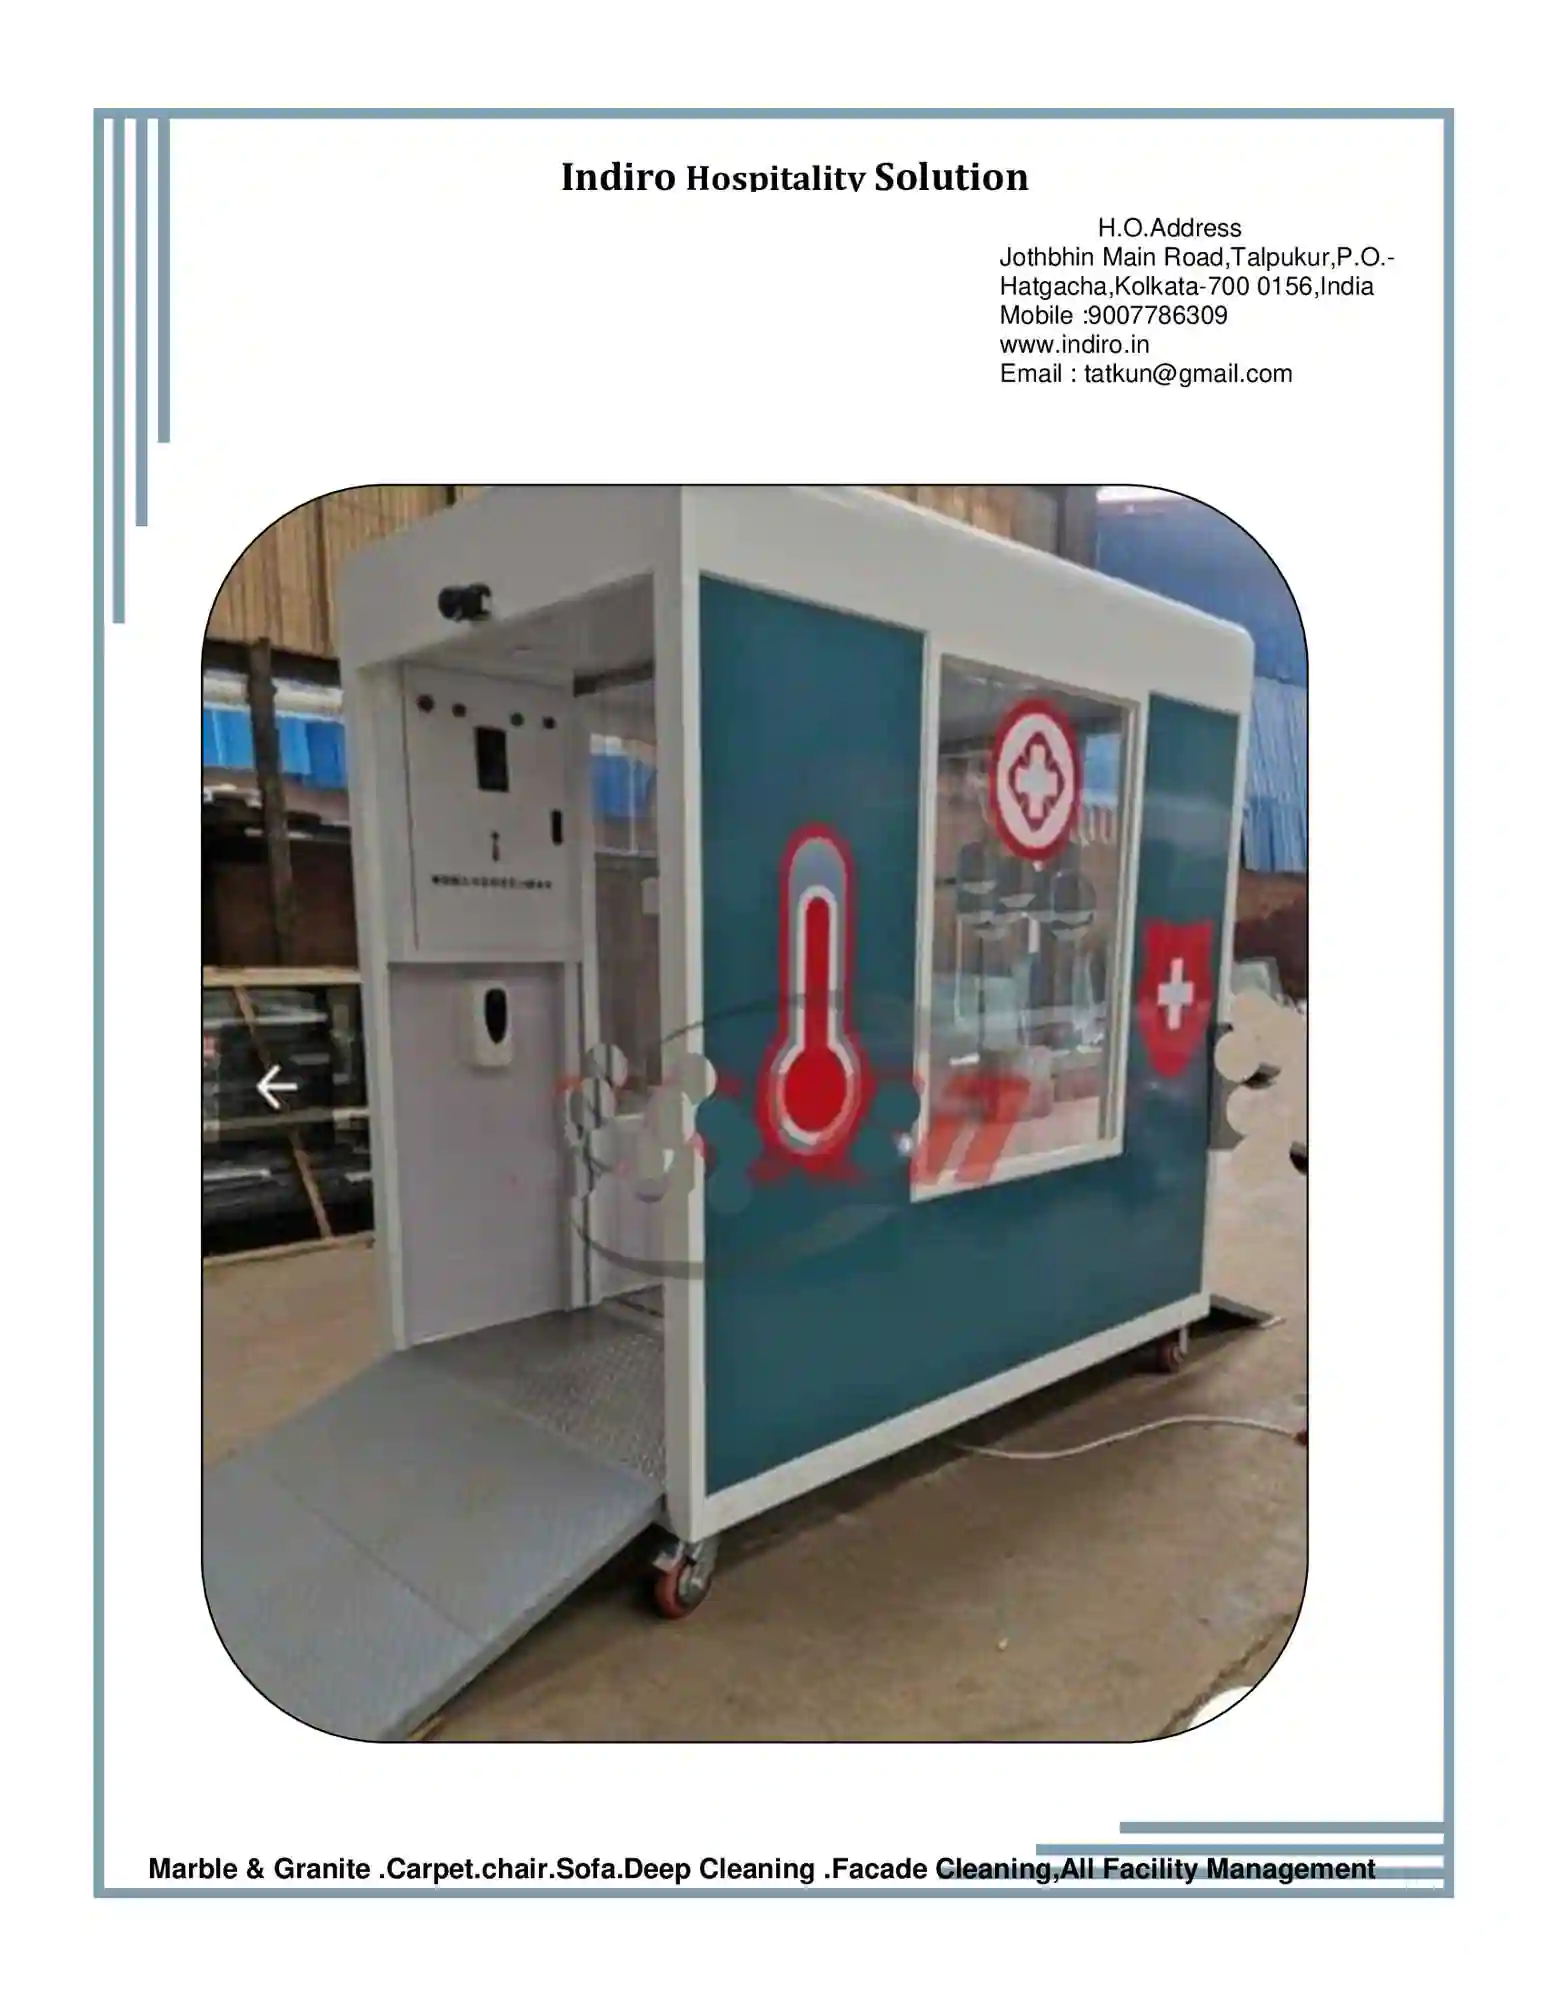 Indiro Hospitality Solution
H.O.Address
Jothbhin Main Road,Talpukur,P.O.-
Hatgacha,Kolkata-700 0156,India
Mobile :9007786309
www.indiro.in
Email : tatkun@gmail.com
Marble & Granite .Carpet.chair.Sofa.Deep Cleaning .Facade Cleaning,All Facility Management